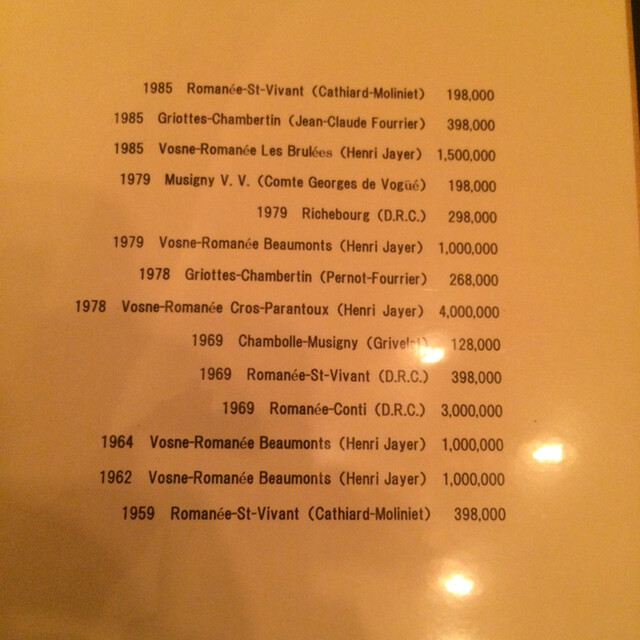 1985 Romanée-St-Vivant (Cathiard-Moliniet) 198,000
1985 Griottes-Chambertin (Jean-Claude Fourrier) 398,000
1985 Vosne-Romanée Les Brulées (Henri Jayer) 1,500,000
1979 Musigny V. V. (Comte Georges de Vogüé) 198,000
1979 Richebourg (D.R.C.) 298,000
1979 Vosne-Romanée Beaumonts (Henri Jayer) 1,000,000
1978 Griottes-Chambertin (Pernot-Fourrier) 268,000
1978 Vosne-Romanée Cros-Parantoux (Henri Jayer) 4,000,000
1969 Chambolle-Musigny 128,000
1969 Romanée-St-Vivant (D.R.C.) 398,000
1969 Romanée-Conti (D.R.C.) 3,000,000
1964 Vosne-Romanée Beaumonts (Henri Jayer) 1,000,000
1962 Vosne-Romanée Beaumonts (Henri Jayer) 1,000,000
1959 Romanée-St-Vivant (Cathiard-Moliniet) 398,000